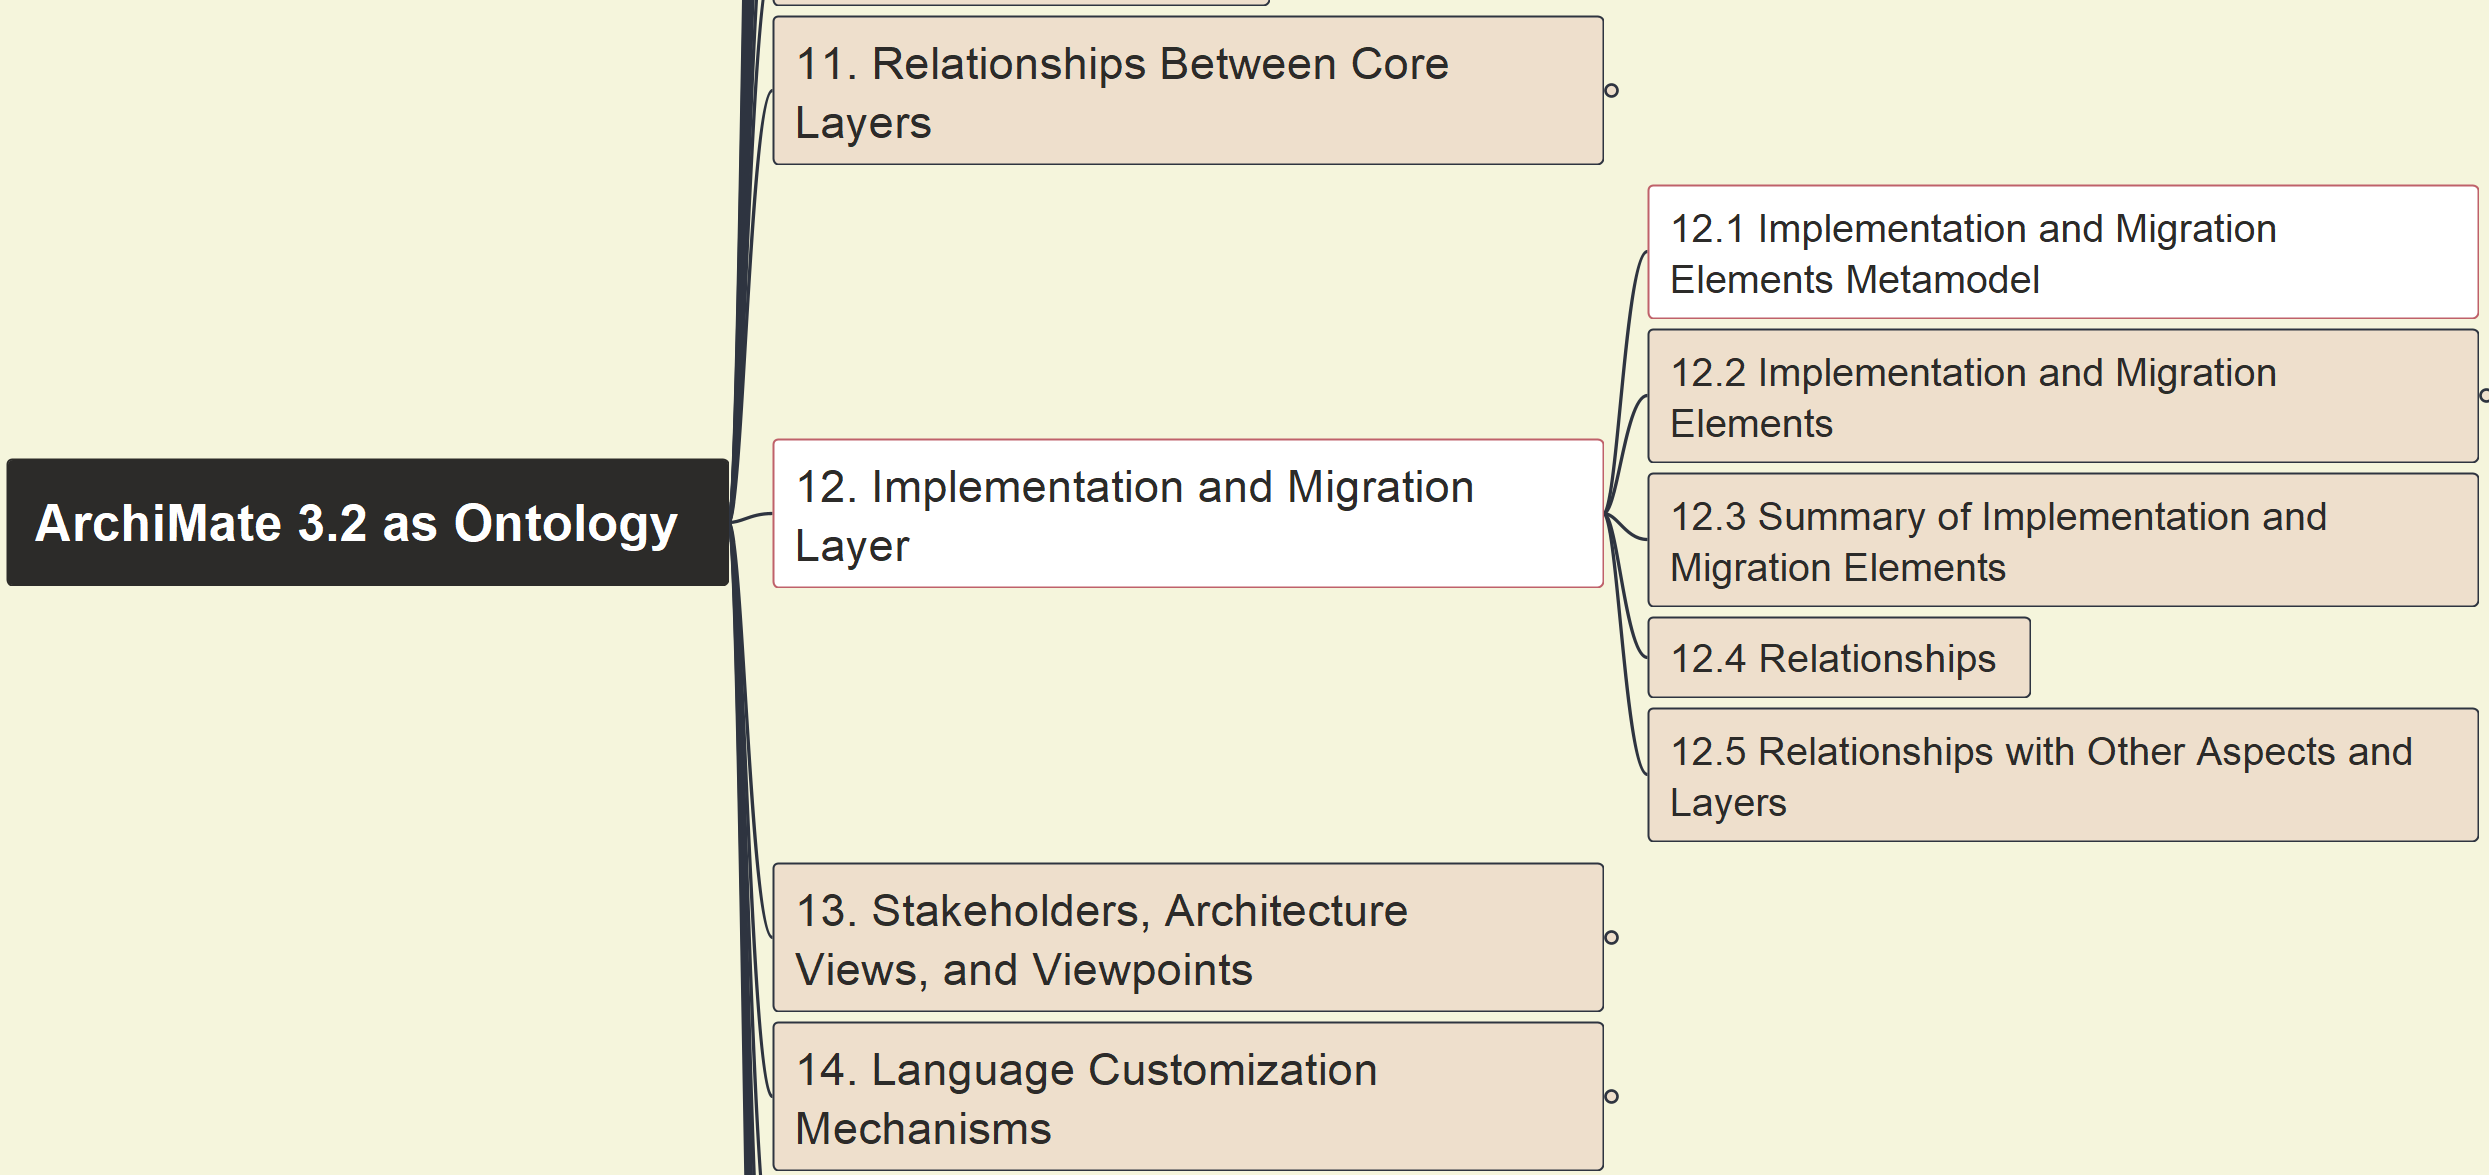 11. Relationships Between Core
Layers
12.1 Implementation and Migration
Elements Metamodel
12.2 Implementation and Migration
Elements
ArchiMate 3.2 as Ontology
12. Implementation and Migration
Layer
12.3 Summary of Implementation and
Migration Elements
12.4 Relationships
12.5 Relationships with Other Aspects and
Layers
13. Stakeholders, Architecture
Views, and Viewpoints
14. Language Customization
Mechanisms